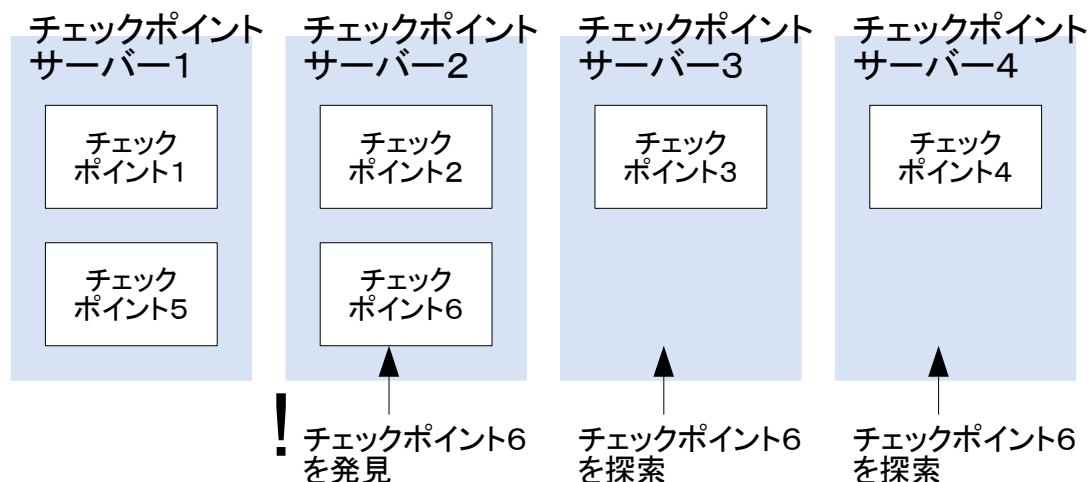 チェックポイント
サーバー1
チェックポイント
サーバー2
チェックポイント
サーバー3
チェックポイント
サーバー4
チェック
ポイント1
チェック
ポイント2
チェック
ポイント3
チェック
ポイント4
チェック
ポイント5
チェック
ポイント6
!
チェックポイント6
を発見
チェックポイント6
を探索
チェックポイント6
を探索